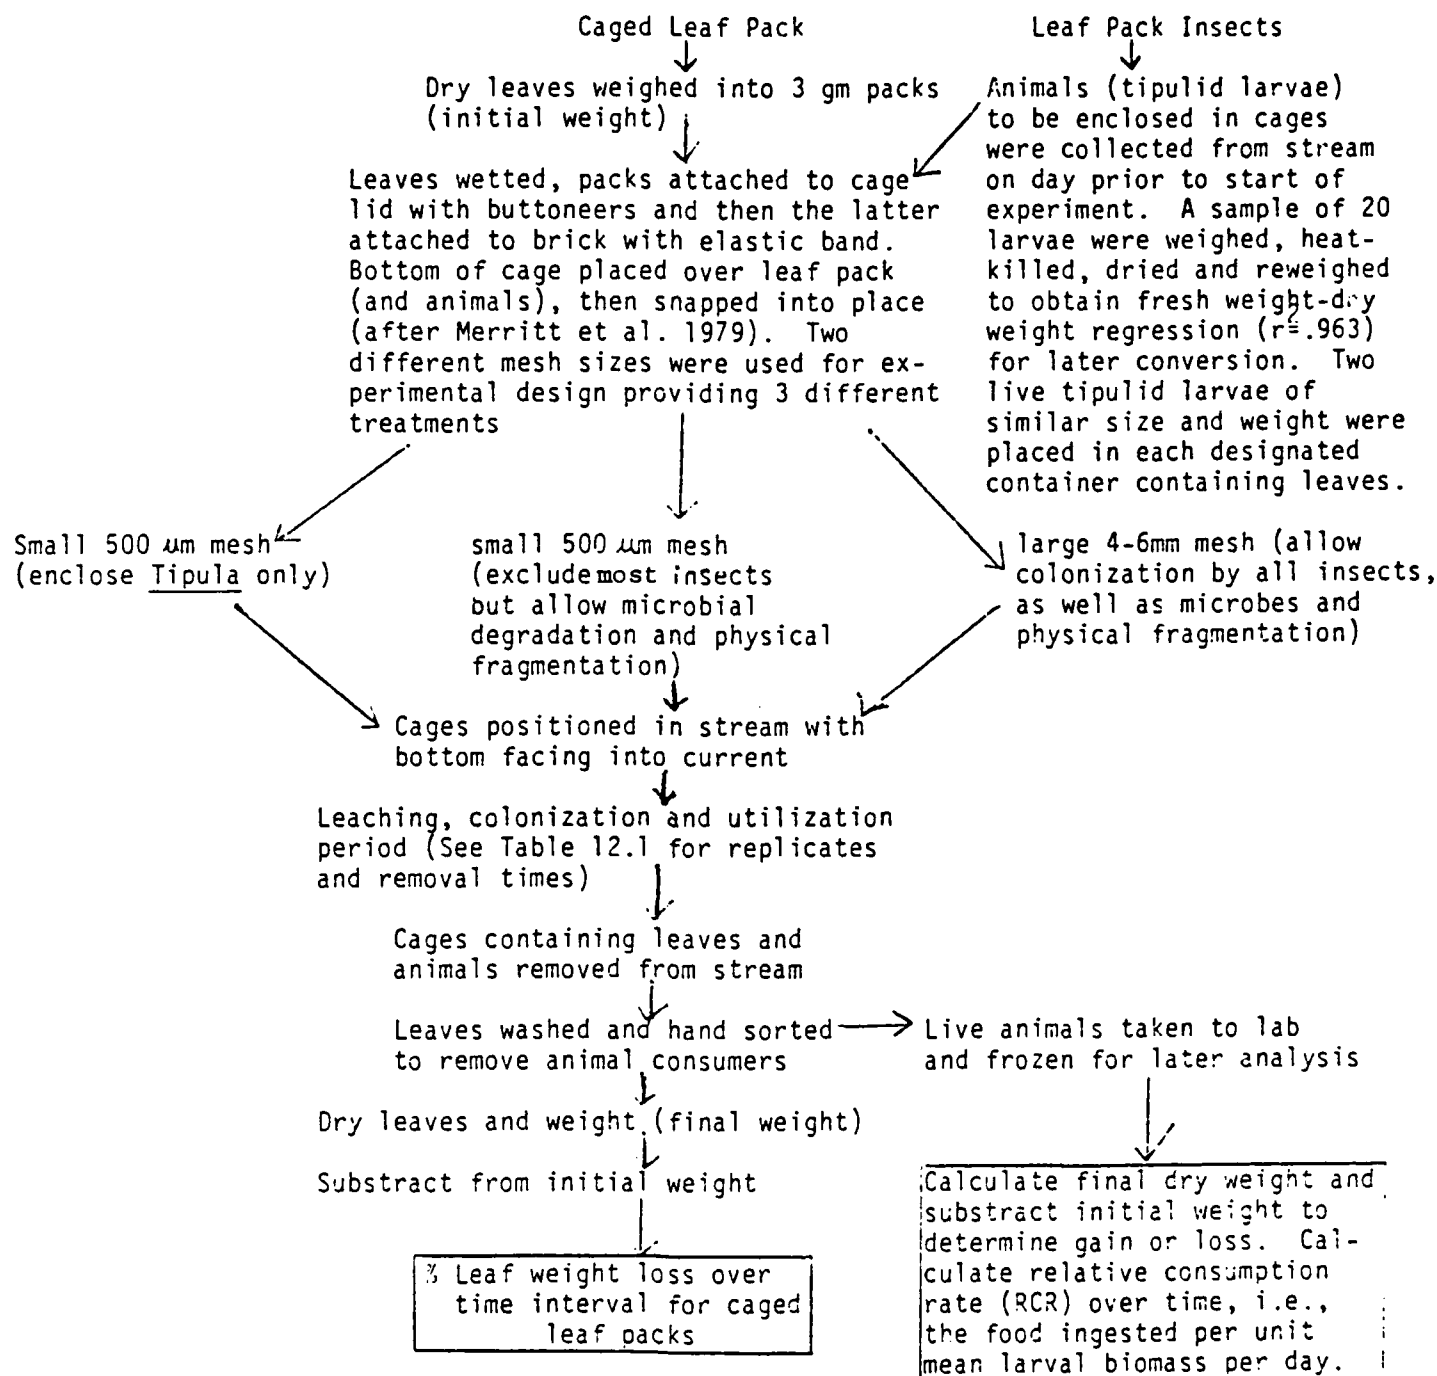 Caged Leaf Pack
Dry leaves weighed into 3 gm packs
(initial weight)
Leaves wetted, packs attached to cage
lid with buttoneers and then the latter
attached to brick with elastic band.
Bottom of cage placed over leaf pack
(and animals), then snapped into place
(after Merritt et al. 1979). Two
different mesh sizes were used for ex-
perimental design providing 3 different
treatments
Leaf Pack Insects
Animals (tipulid larvae)
to be enclosed in cages
were collected from stream
on day prior to start of
experiment. A sample of 20
larvae were weighed, heat-
killed, dried and reweighed
to obtain fresh weight-dry
weight regression (r²=.963)
for later conversion. Two
live tipulid larvae of
similar size and weight were
placed in each designated
container containing leaves.
Small 500 µm mesh
(enclose Tipula only)
small 500 µm mesh
(exclude most insects
but allow microbial
degradation and physical
fragmentation)
large 4-6mm mesh (allow
colonization by all insects,
as well as microbes and
physical fragmentation)
Cages positioned in stream with
bottom facing into current
Leaching, colonization and utilization
period (See Table 12.1 for replicates
and removal times)
Cages containing leaves and
animals removed from stream
Leaves washed and hand sorted
to remove animal consumers
Live animals taken to lab
and frozen for later analysis
Dry leaves and weight (final weight)
Substract from initial weight
% Leaf weight loss over
time interval for caged
leaf packs
Calculate final dry weight and
substract initial weight to
determine gain or loss. Cal-
culate relative consumption
rate (RCR) over time, i.e.,
the food ingested per unit
mean larval biomass per day.